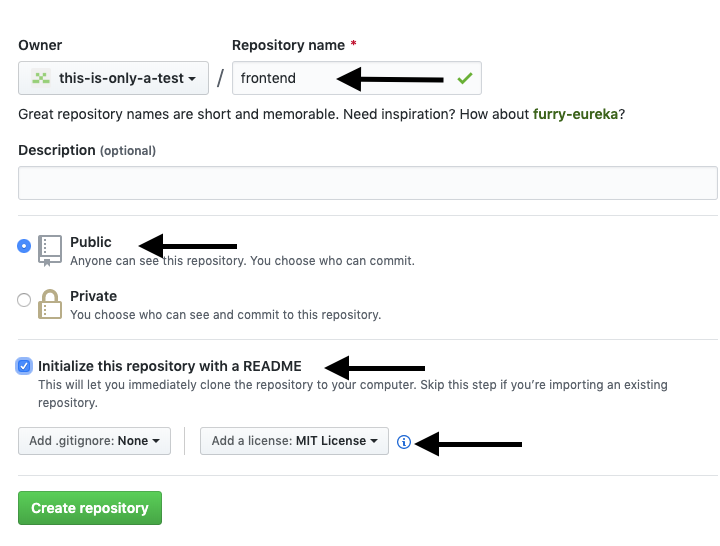 Owner Repository name *
this-is-only-a-test / frontend
Great repository names are short and memorable. Need inspiration? How about furry-eureka?
Description (optional)
Public
Anyone can see this repository. You choose who can commit.
Private
You choose who can see and commit to this repository.
Initialize this repository with a README
This will let you immediately clone the repository to your computer. Skip this step if you’re importing an existing
repository.
Add .gitignore: None Add a license: MIT License
Create repository